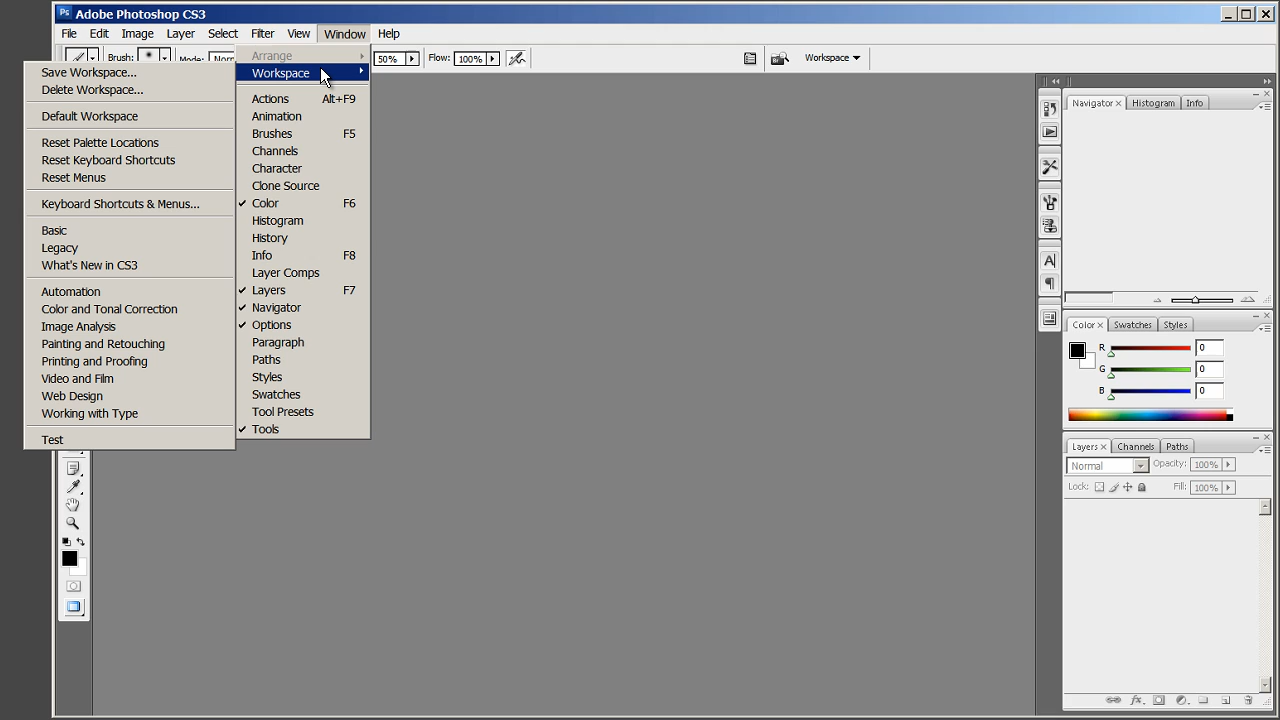 Adobe Photoshop CS3
File Edit Image Layer Select Filter View Window Help
Brush: Mode: 50% Flow: 100% Workspace
Save Workspace...
Delete Workspace...
Default Workspace
Reset Palette Locations
Reset Keyboard Shortcuts
Reset Menus
Keyboard Shortcuts & Menus...
Basic
Legacy
What's New in CS3
Automation
Color and Tonal Correction
Image Analysis
Painting and Retouching
Printing and Proofing
Video and Film
Web Design
Working with Type
Test
Arrange
Workspace
Actions Alt+F9
Animation
Brushes F5
Channels
Character
Clone Source
Color F6
Histogram
History
Info F8
Layer Comps
Layers F7
Navigator
Options
Paragraph
Paths
Styles
Swatches
Tool Presets
Tools
Navigator Histogram Info
Color Swatches Styles
R 0
G 0
B 0
Layers Channels Paths
Normal Opacity: 100%
Lock: Fill: 100%